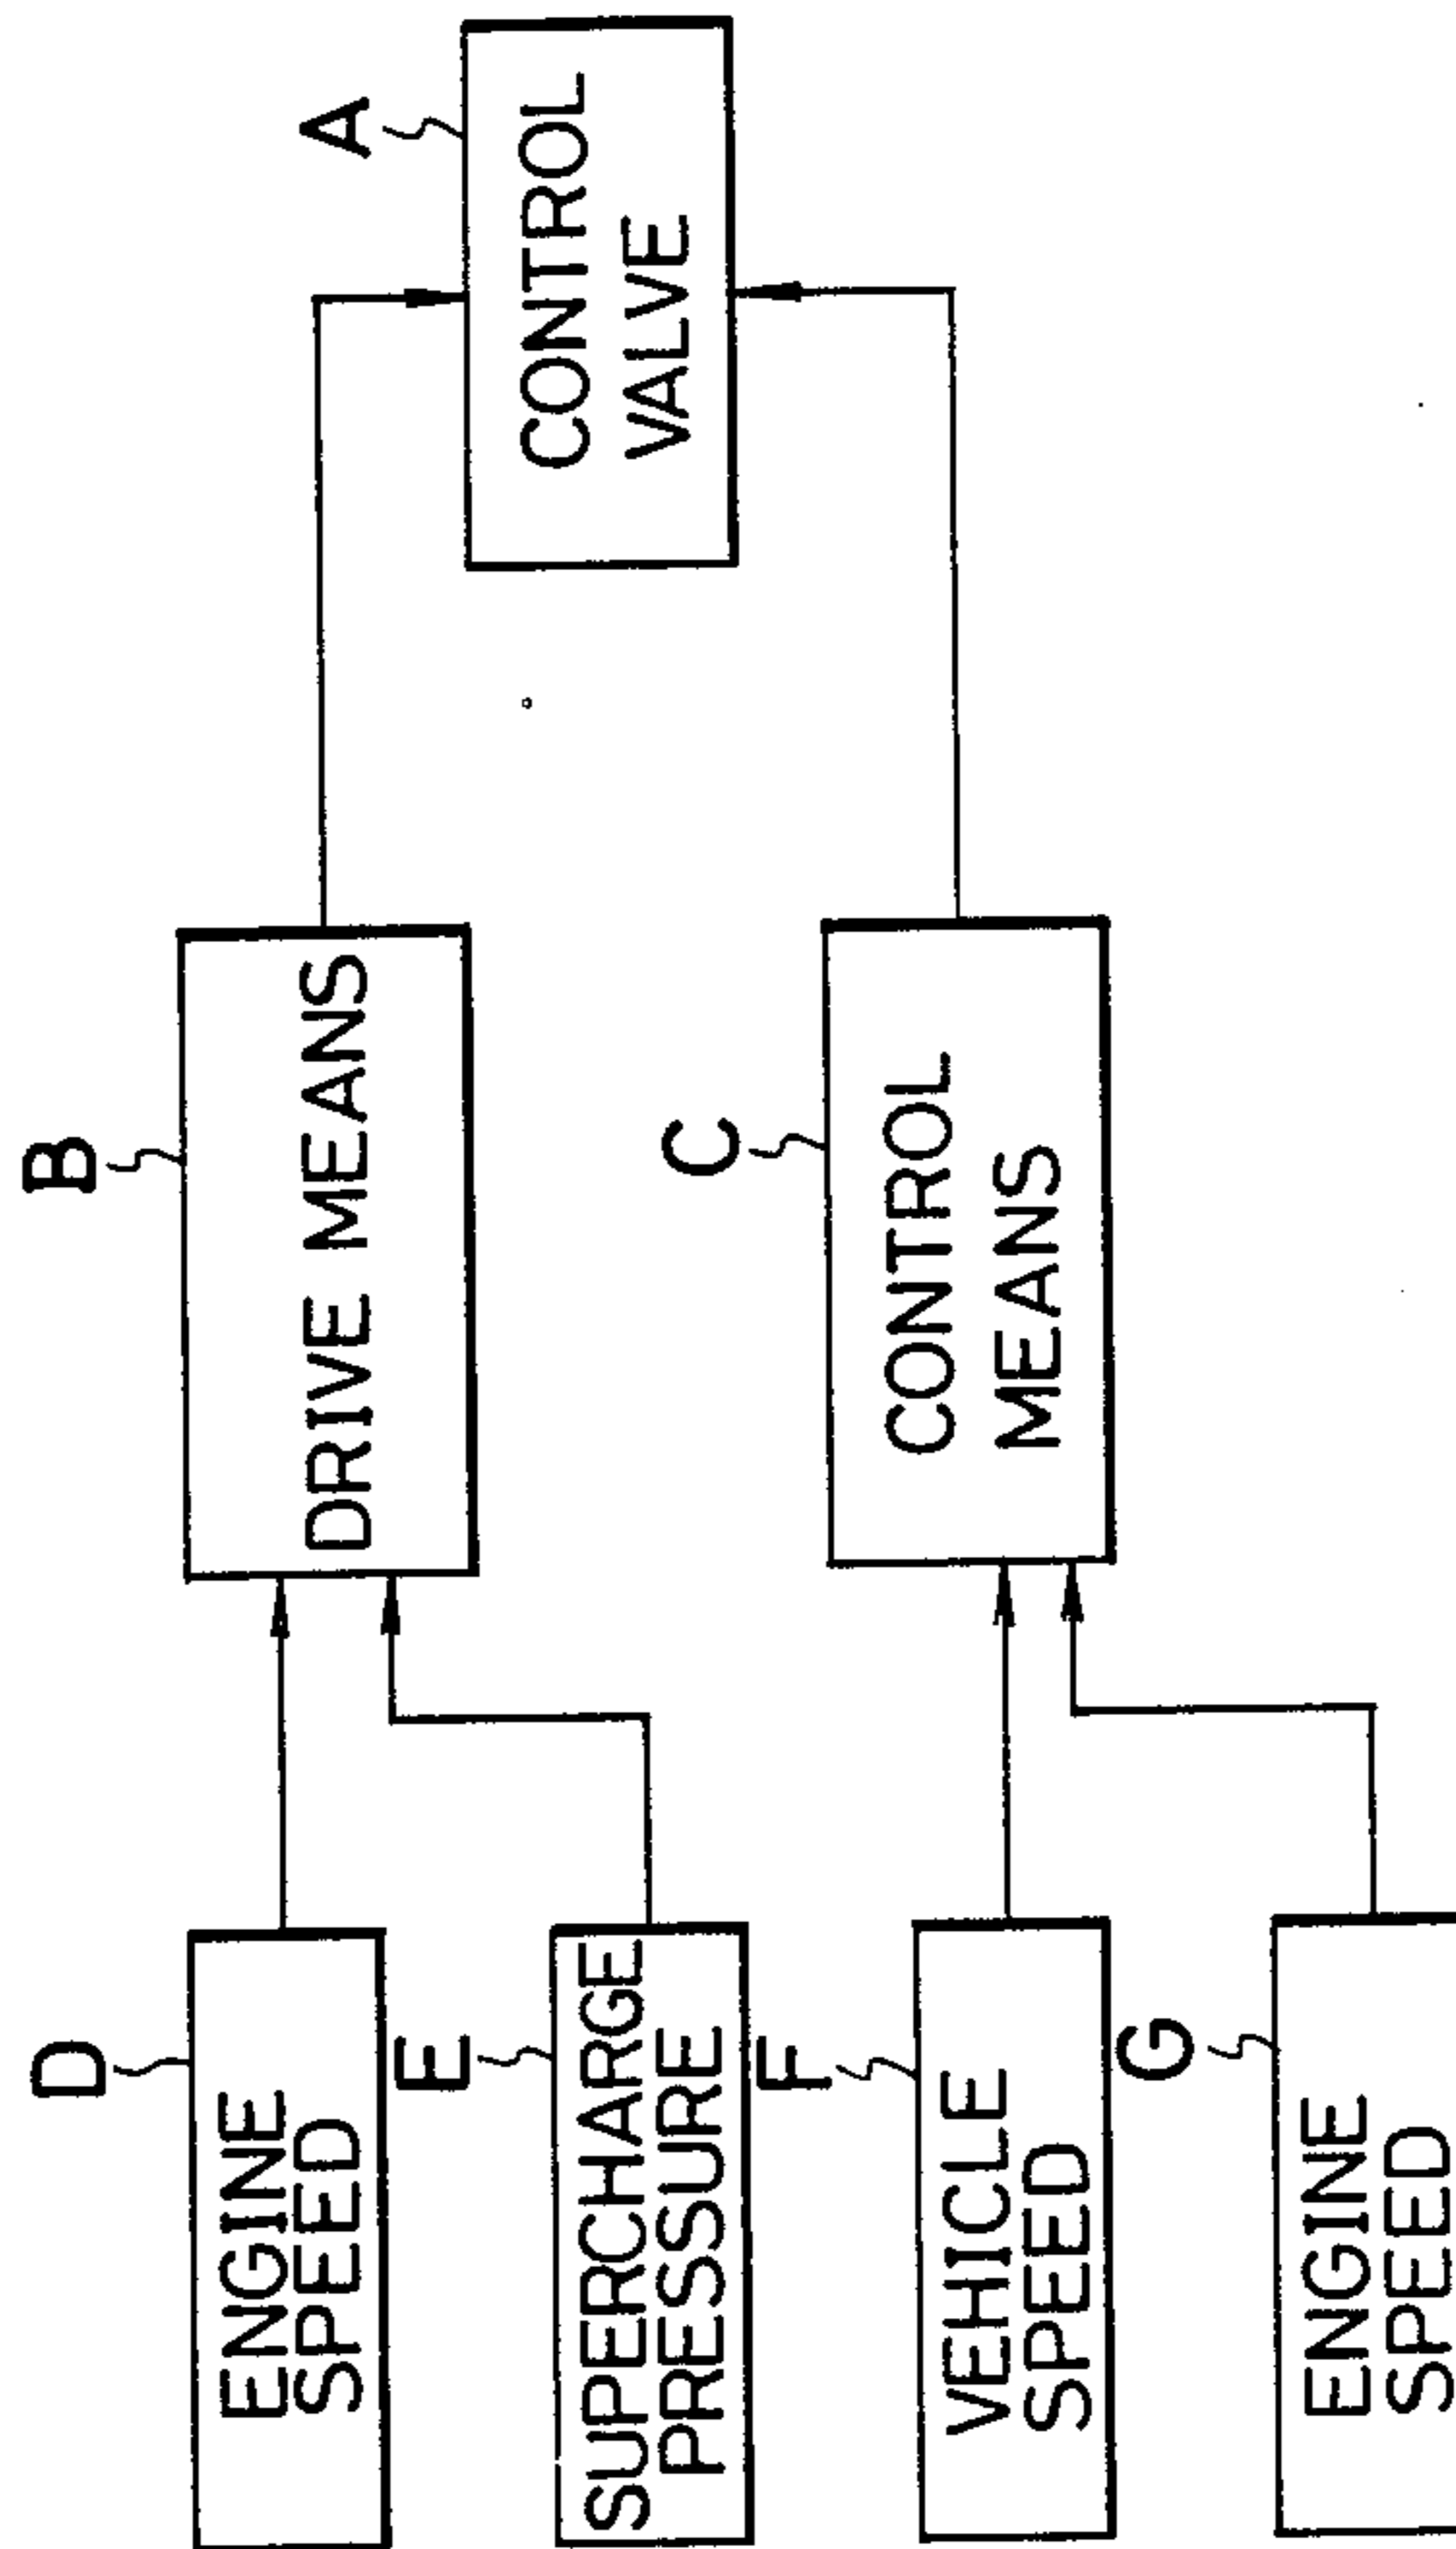 D
ENGINE
SPEED
E
SUPERCHARGE
PRESSURE
F
VEHICLE
SPEED
G
ENGINE
SPEED
B
DRIVE MEANS
C
CONTROL
MEANS
A
CONTROL
VALVE